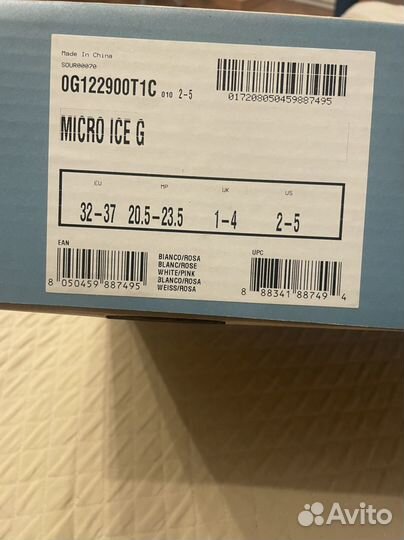 Made In China
SOUR00070
0G122900T1C 010 2-5
017208050459887495
MICRO ICE G
EU MP UK US
32-37 20.5-23.5 1-4 2-5
EAN
8 050459 887495
BIANCO/ROSA
BLANC/ROSE
WHITE/PINK
BLANCO/ROSA
WEISS/ROSA
UPC
8 88341 88749 4
Avito